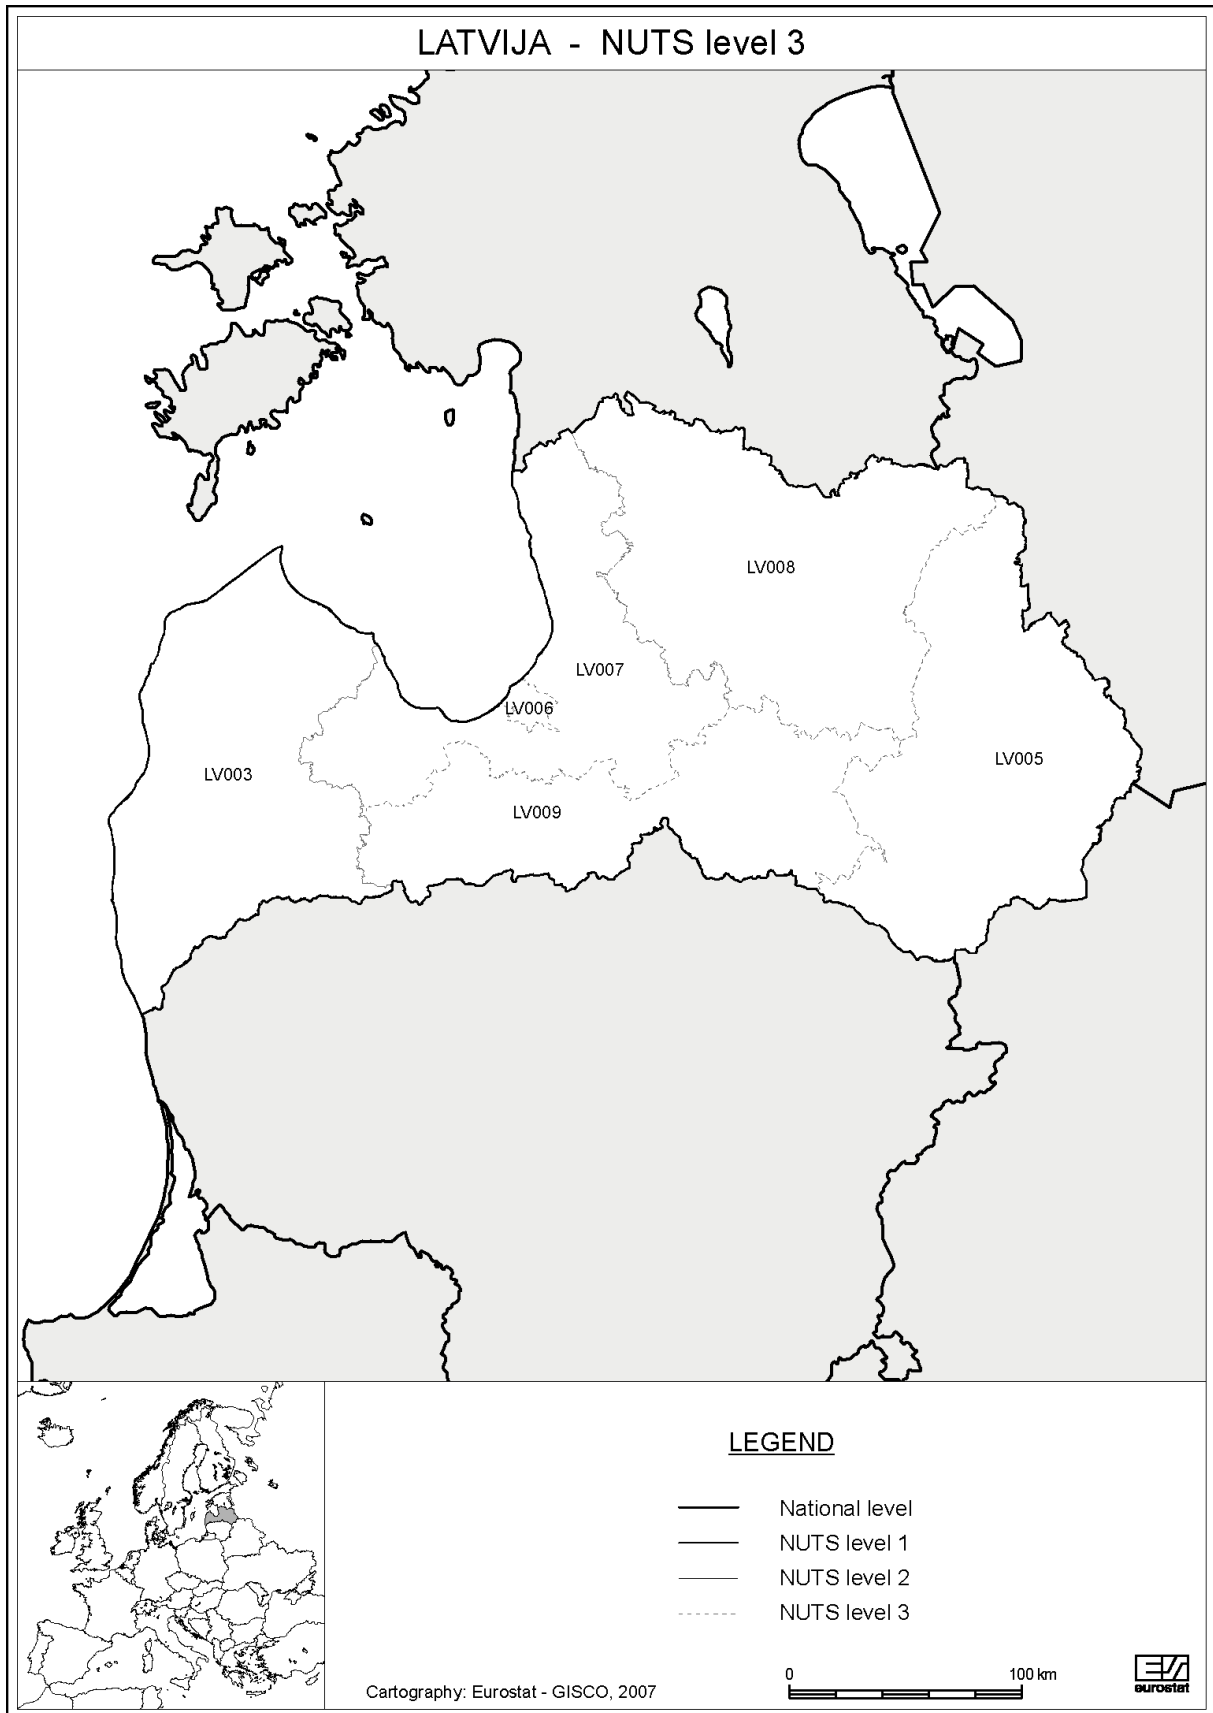 LATVIJA - NUTS level 3
LV008
LV007
LV006
LV005
LV003
LV009
LEGEND
National level
NUTS level 1
NUTS level 2
NUTS level 3
0 100 km
Cartography: Eurostat - GISCO, 2007
eurostat